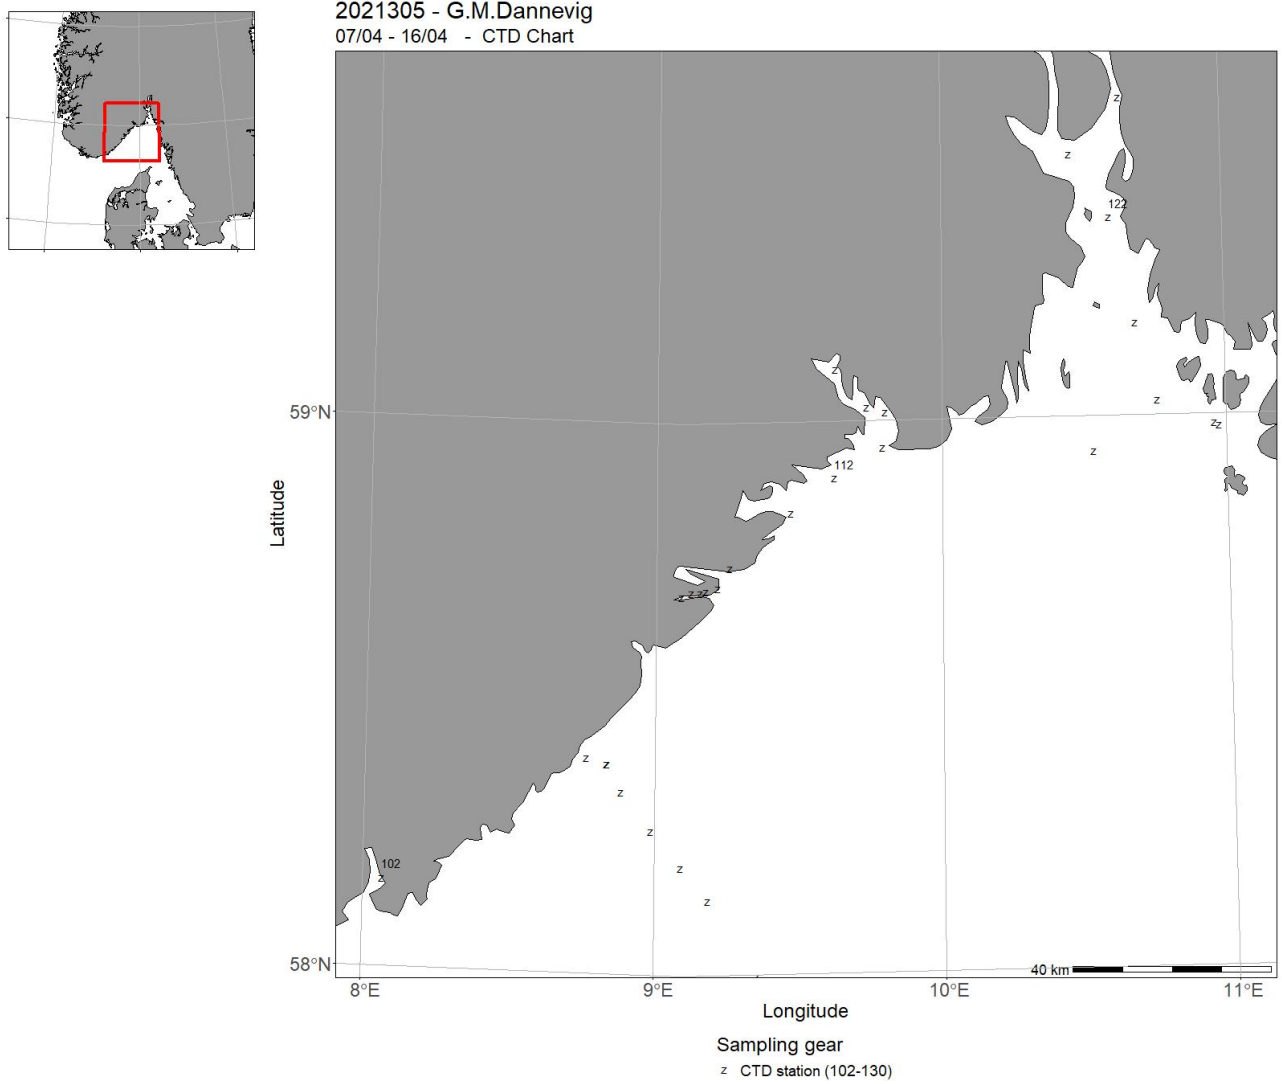 2021305 - G.M.Dannevig
07/04 - 16/04 - CTD Chart
z
z
122
z
z
z
59°N
z
z
z
z
z
z
z
z
112
z
z
z
z
z
z
z
z
z
z
z
z
z
z
102
z
z
58°N
40 km
8°E
9°E
10°E
11°E
Latitude
Longitude
Sampling gear
z CTD station (102-130)